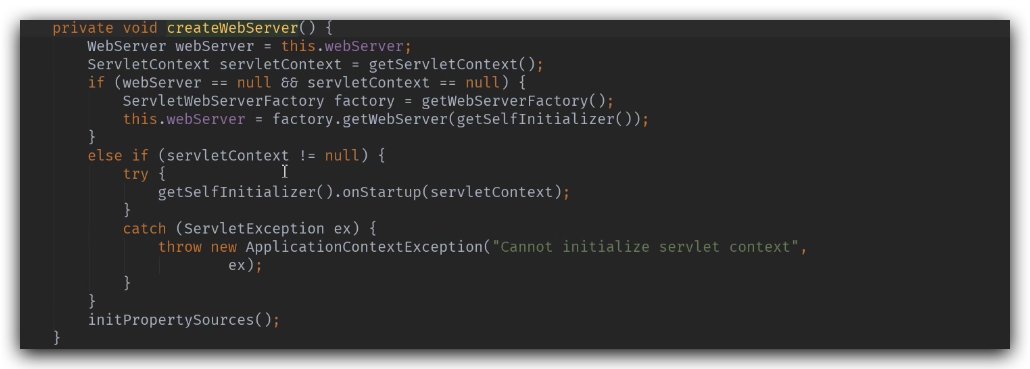 private void createWebServer() {
    WebServer webServer = this.webServer;
    ServletContext servletContext = getServletContext();
    if (webServer == null && servletContext == null) {
        ServletWebServerFactory factory = getWebServerFactory();
        this.webServer = factory.getWebServer(getSelfInitializer());
    }
    else if (servletContext != null) {
        try {
            getSelfInitializer().onStartup(servletContext);
        }
        catch (ServletException ex) {
            throw new ApplicationContextException("Cannot initialize servlet context",
                    ex);
        }
    }
    initPropertySources();
}